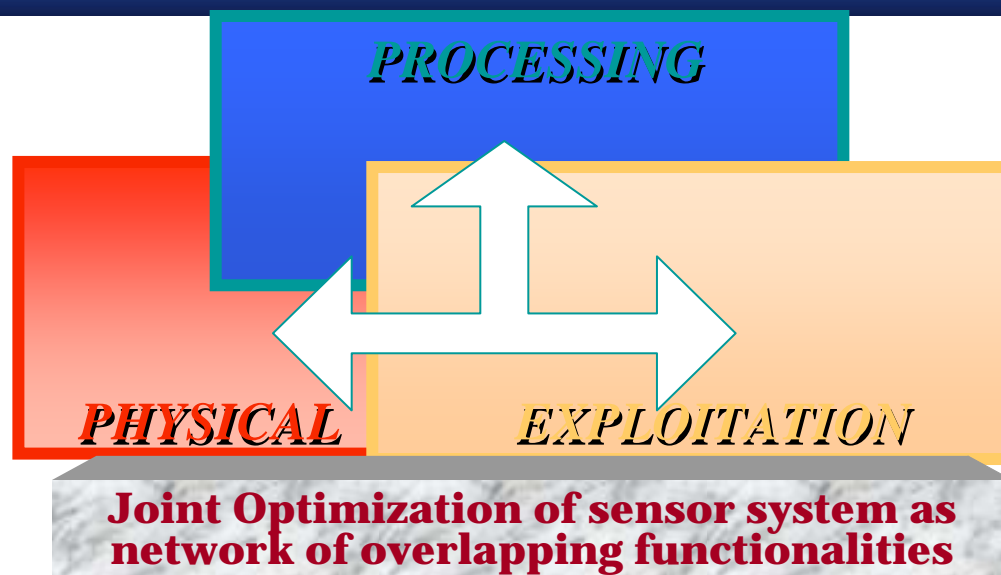 PROCESSING
PHYSICAL
EXPLOITATION
Joint Optimization of sensor system as
network of overlapping functionalities